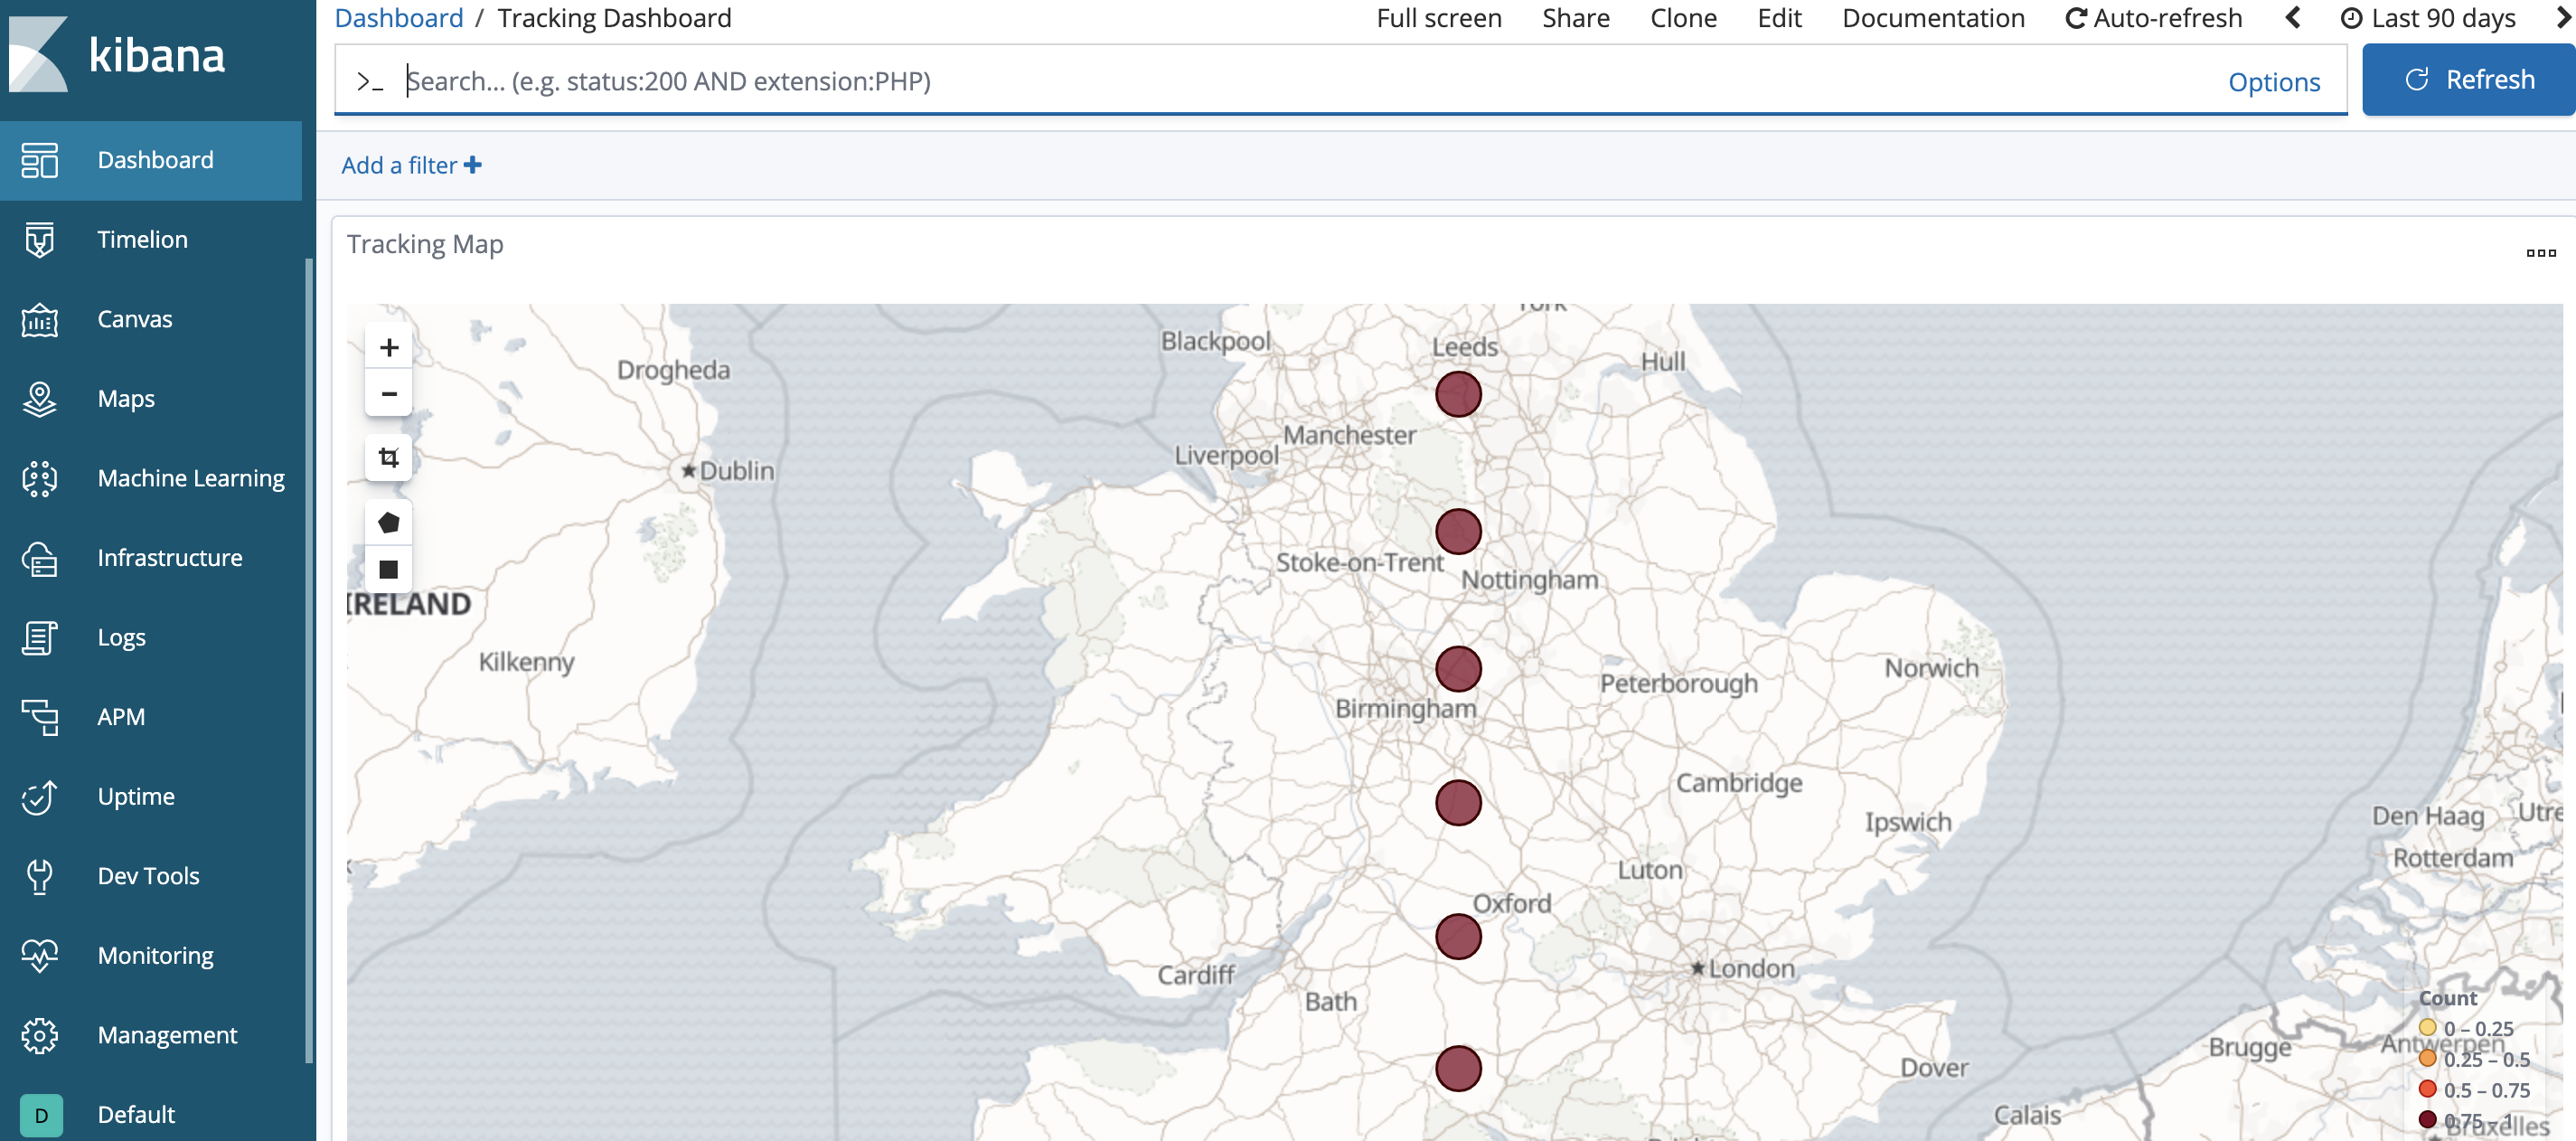 kibana
Dashboard / Tracking Dashboard
Full screen Share Clone Edit Documentation Auto-refresh Last 90 days
>_ Search... (e.g. status:200 AND extension:PHP) Options Refresh
Add a filter +
Dashboard
Timelion
Canvas
Maps
Machine Learning
Infrastructure
Logs
APM
Uptime
Dev Tools
Monitoring
Management
D Default
Tracking Map
+
−
York
Blackpool
Leeds
Hull
Drogheda
Manchester
Liverpool
Dublin
Stoke-on-Trent
Nottingham
IRELAND
Kilkenny
Norwich
Peterborough
Birmingham
Cambridge
Ipswich
Den Haag
Utre
Rotterdam
Luton
Oxford
London
Cardiff
Bath
Brugge
Antwerpen
Dover
Calais
Bruxelles
Count
0 – 0.25
0.25 – 0.5
0.5 – 0.75
0.75 – 1